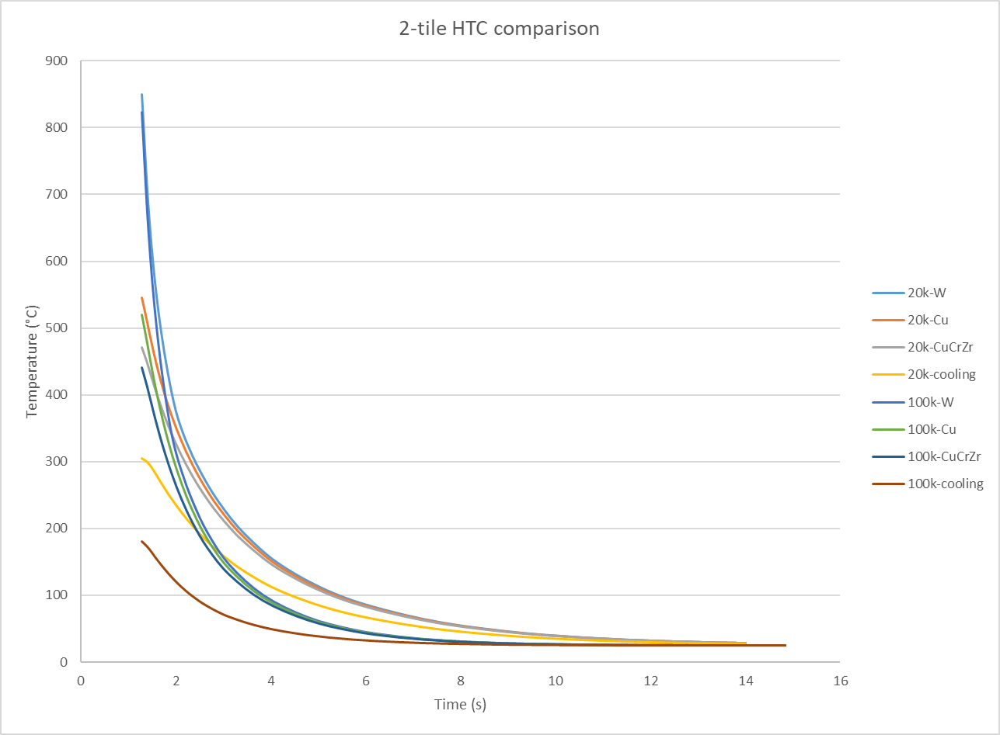 2-tile HTC comparison
900
800
700
600
500
400
300
200
100
0
Temperature (°C)
0 2 4 6 8 10 12 14 16
Time (s)
20k-W
20k-Cu
20k-CuCrZr
20k-cooling
100k-W
100k-Cu
100k-CuCrZr
100k-cooling